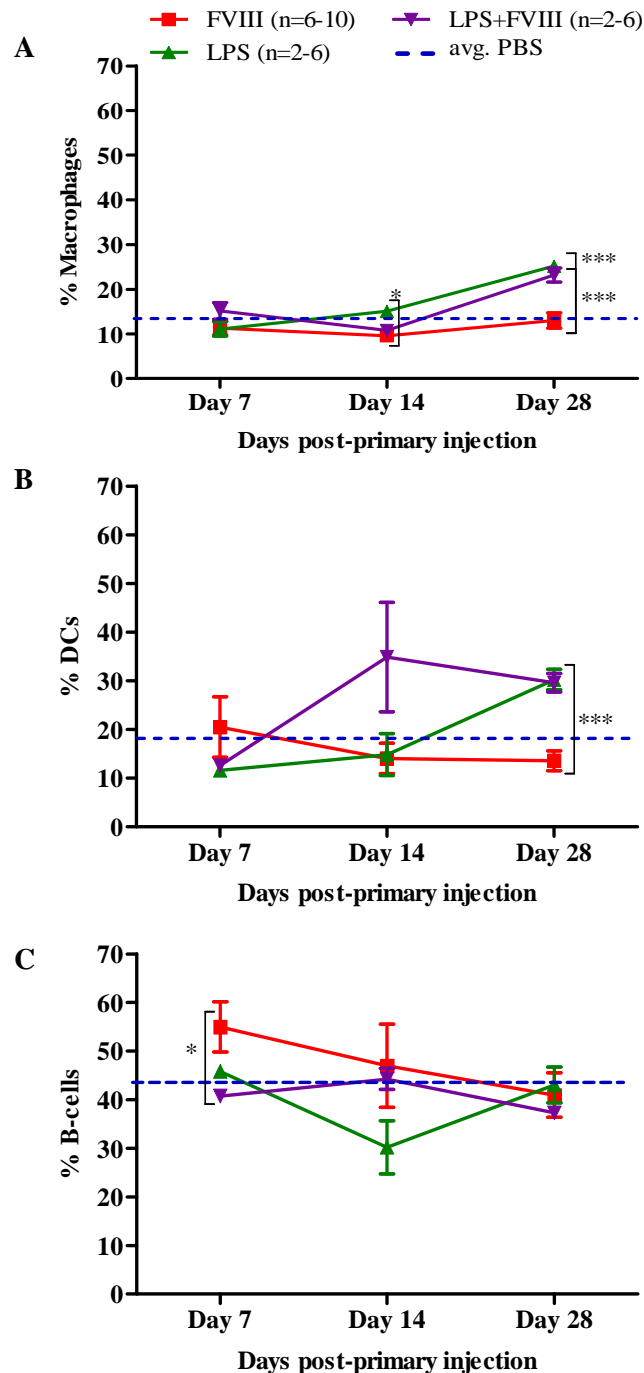 FVIII (n=6-10) LPS+FVIII (n=2-6)
LPS (n=2-6) avg. PBS
A
70
60
50
40
30
20
10
0
% Macrophages
*
***
***
Day 7 Day 14 Day 28
Days post-primary injection
B
70
60
50
40
30
20
10
0
% DCs
***
Day 7 Day 14 Day 28
Days post-primary injection
C
70
60
50
40
30
20
10
0
% B-cells
*
Day 7 Day 14 Day 28
Days post-primary injection